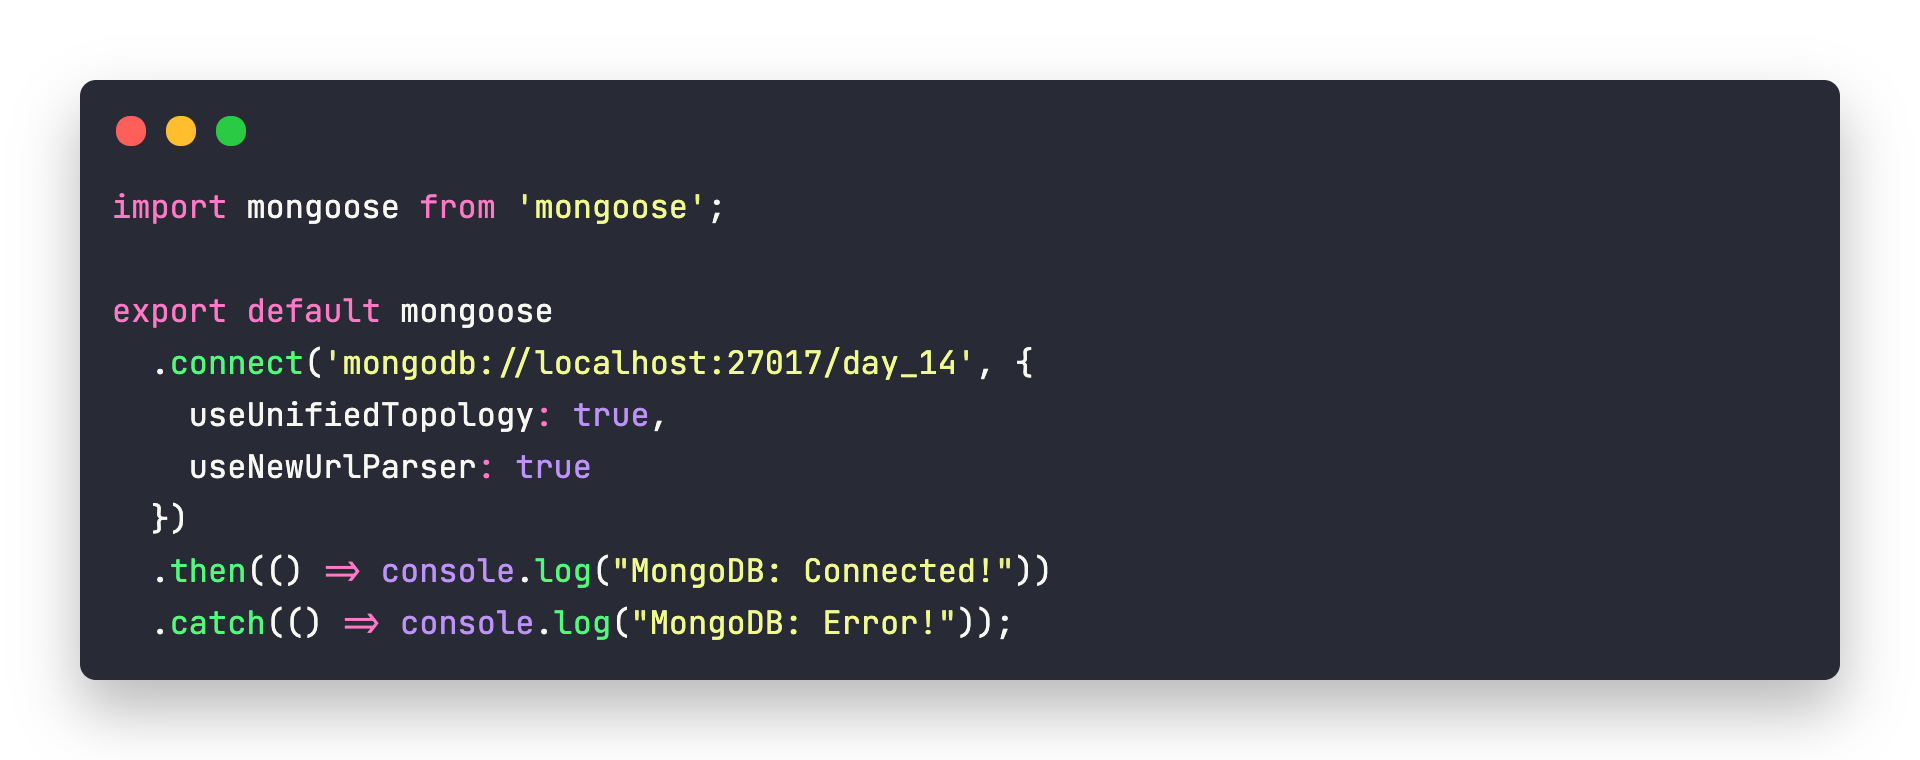 import mongoose from 'mongoose';

export default mongoose
  .connect('mongodb://localhost:27017/day_14', {
    useUnifiedTopology: true,
    useNewUrlParser: true
  })
  .then(() => console.log("MongoDB: Connected!"))
  .catch(() => console.log("MongoDB: Error!"));